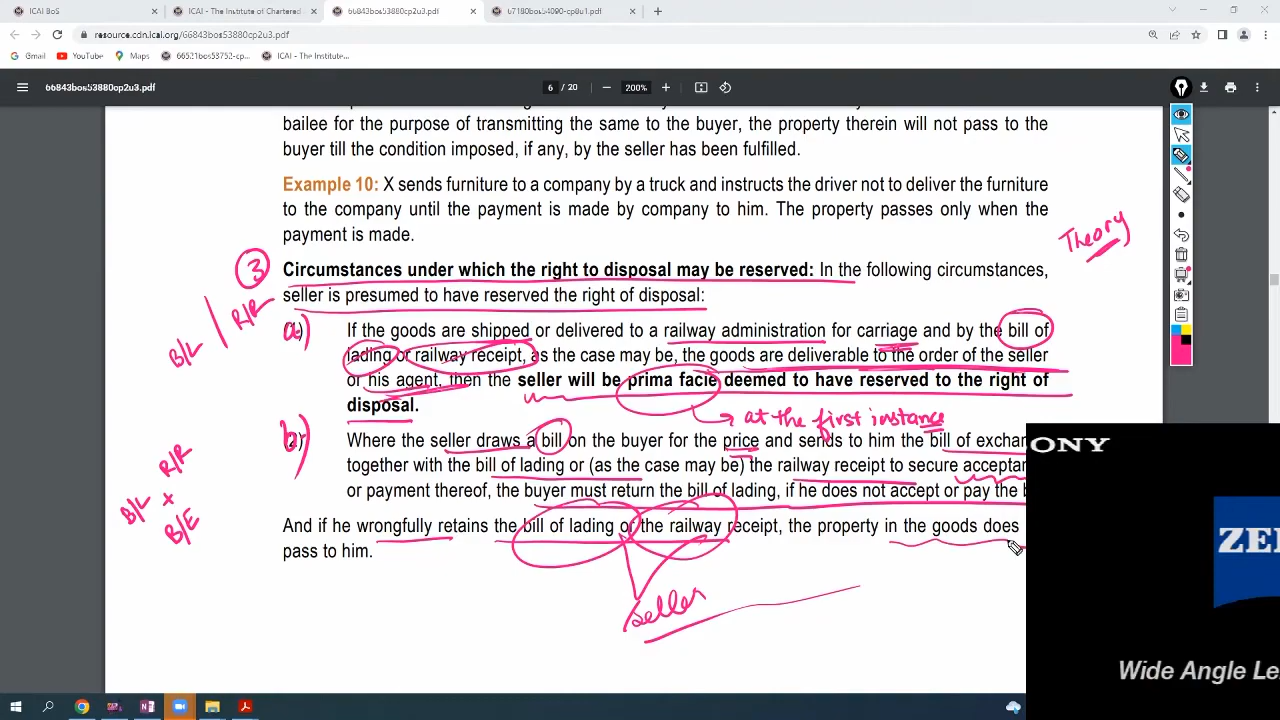 ICAI BoS
ICAI - The Institute of Chartered
66843bos53880cp2u3.pdf
67180bos54090-cp8u1.pdf
resource.cdn.icai.org/66843bos53880cp2u3.pdf
Gmail
YouTube
Maps
66521bos53752-cp...
ICAI - The Institute...
66843bos53880cp2u3.pdf
6 / 20
200%
bailee for the purpose of transmitting the same to the buyer, the property therein will not pass to the
buyer till the condition imposed, if any, by the seller has been fulfilled.
Example 10: X sends furniture to a company by a truck and instructs the driver not to deliver the furniture
to the company until the payment is made by company to him. The property passes only when the
payment is made.
Theory
3
Circumstances under which the right to disposal may be reserved: In the following circumstances,
seller is presumed to have reserved the right of disposal:
B/L
R/R
a)
If the goods are shipped or delivered to a railway administration for carriage and by the bill of
lading or railway receipt, as the case may be, the goods are deliverable to the order of the seller
or his agent, then the seller will be prima facie deemed to have reserved to the right of
disposal.
at the first instance
b)
Where the seller draws a bill on the buyer for the price and sends to him the bill of exchan
together with the bill of lading or (as the case may be) the railway receipt to secure acceptan
or payment thereof, the buyer must return the bill of lading, if he does not accept or pay the b
R/R
B/L x
B/E
And if he wrongfully retains the bill of lading or the railway receipt, the property in the goods does
pass to him.
Seller
ONY
ZEI
Wide Angle Le